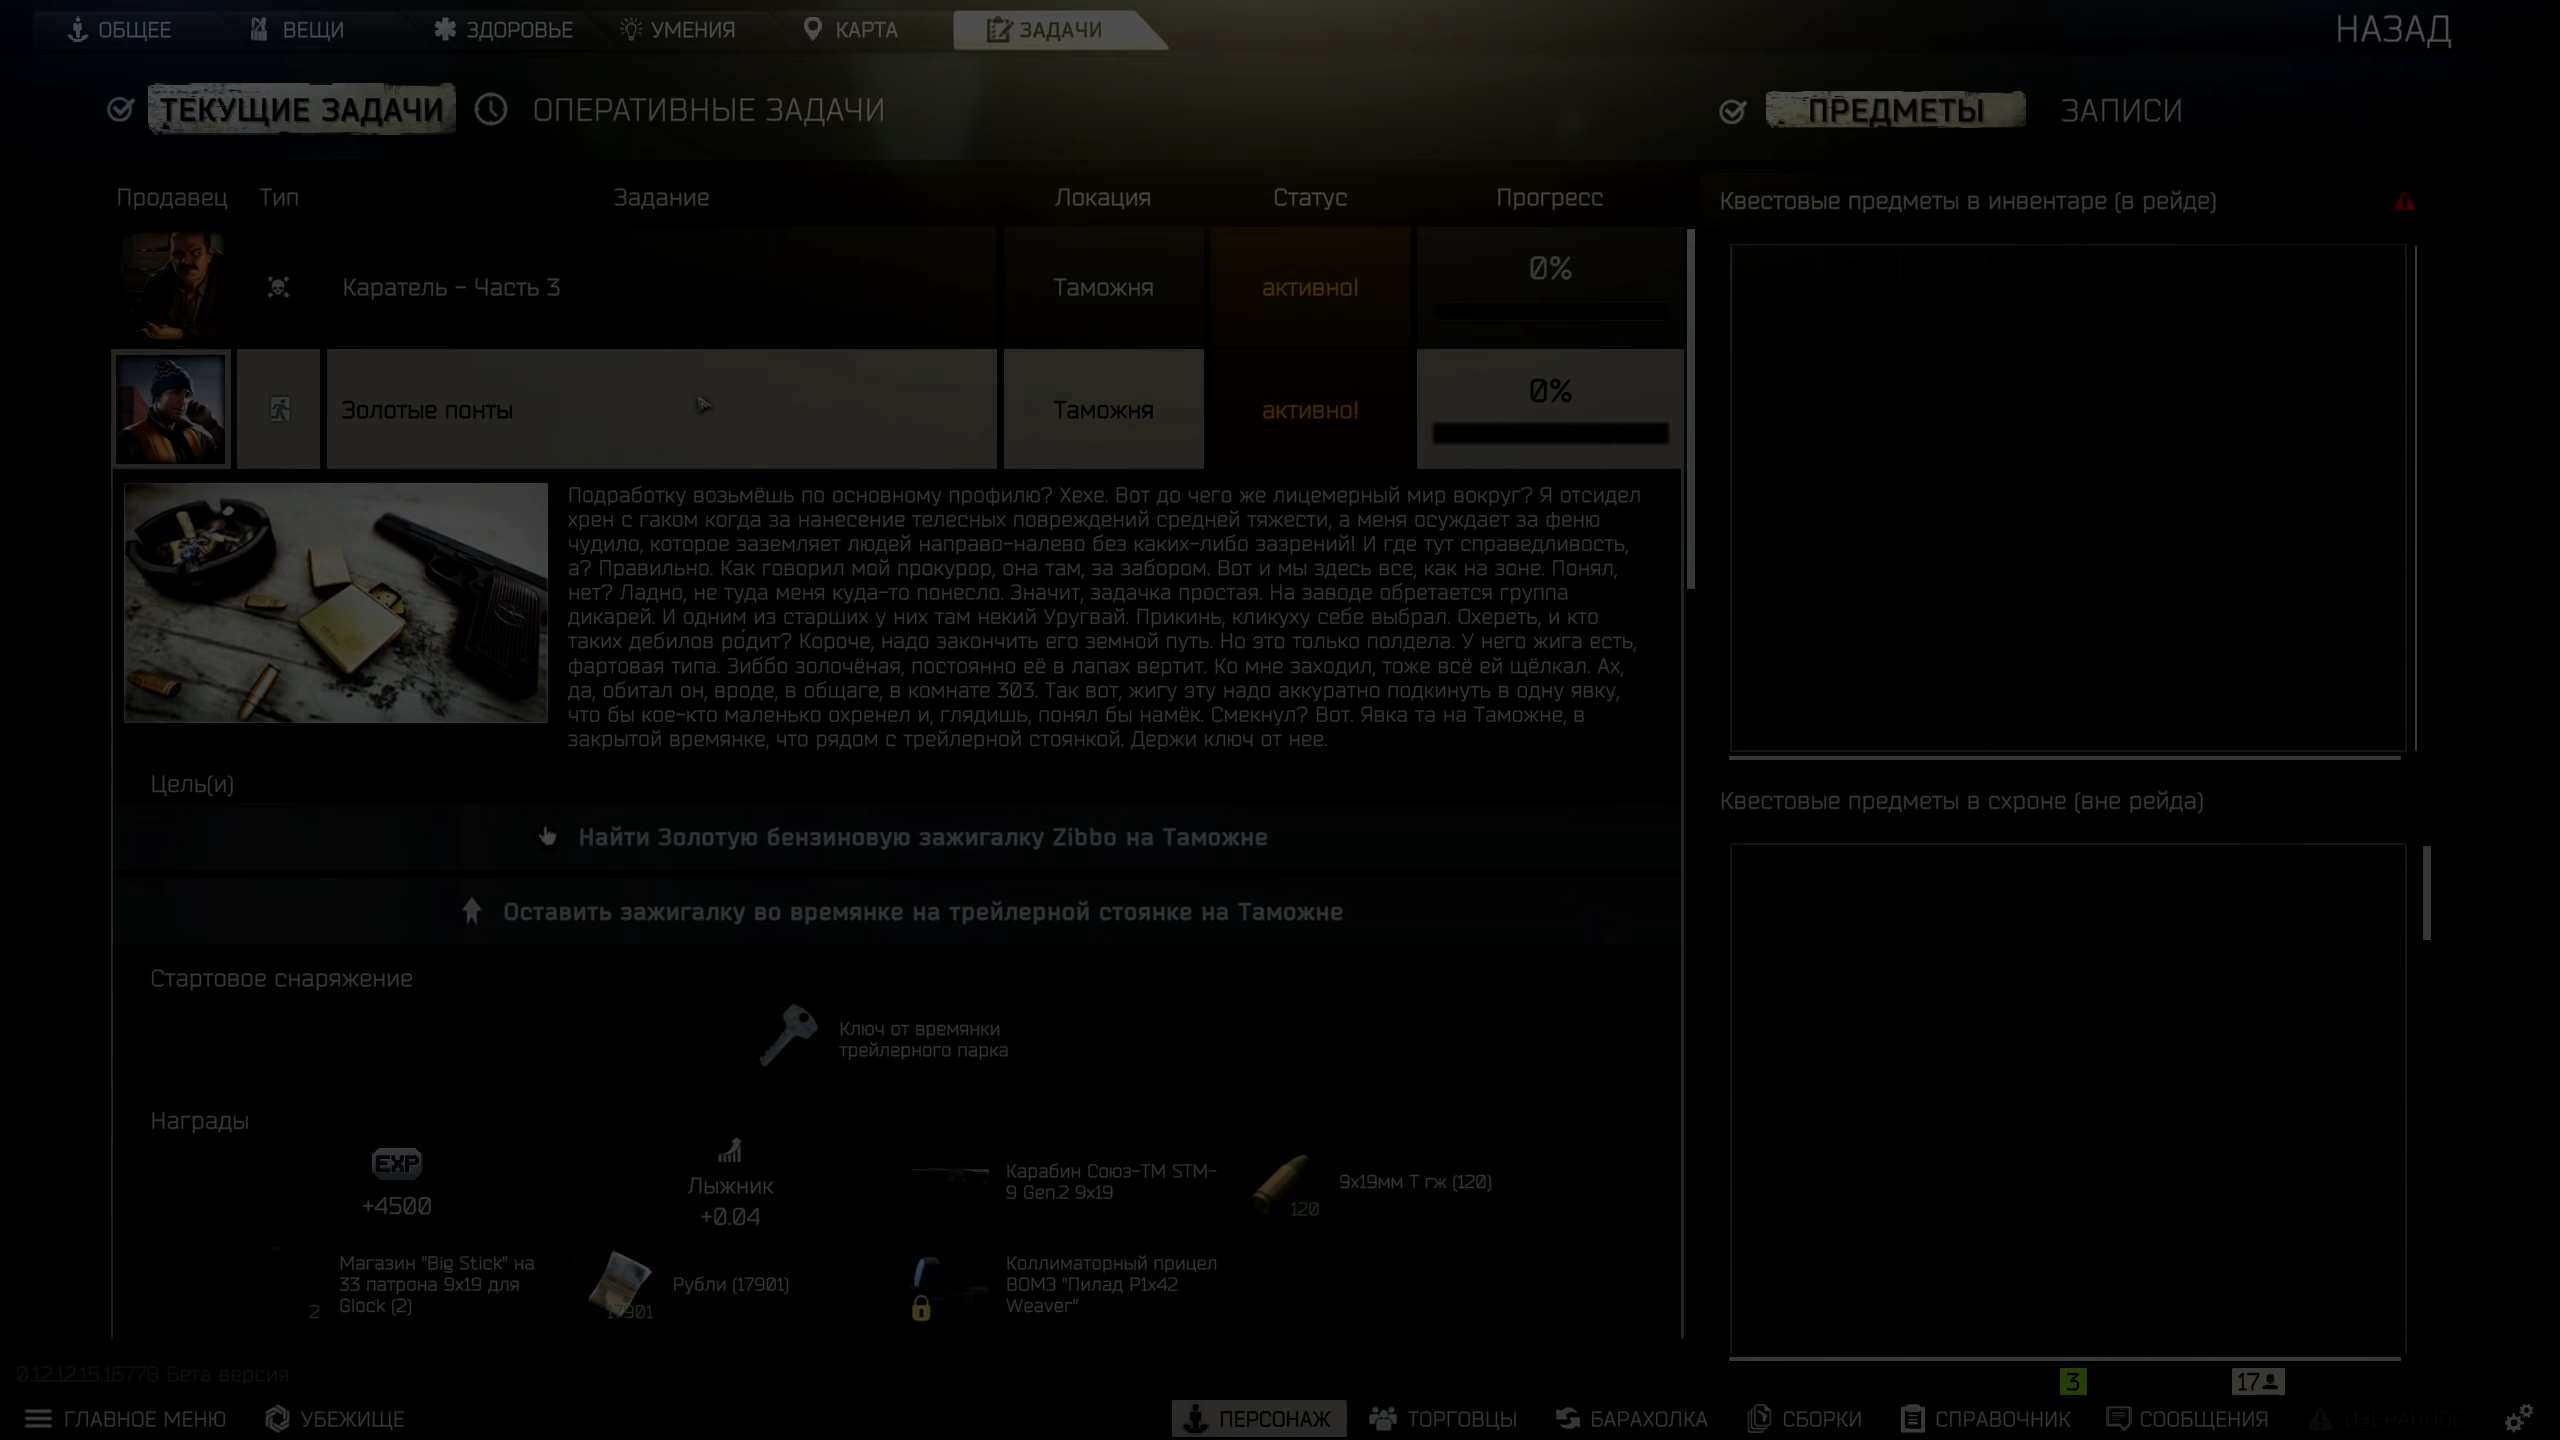 ОБЩЕЕ ВЕЩИ ЗДОРОВЬЕ УМЕНИЯ КАРТА ЗАДАЧИ НАЗАД
ТЕКУЩИЕ ЗАДАЧИ ОПЕРАТИВНЫЕ ЗАДАЧИ ПРЕДМЕТЫ ЗАПИСИ
Продавец Тип Задание Локация Статус Прогресс
Каратель – Часть 3 Таможня активно! 0%
Золотые понты Таможня активно! 0%
Подработку возьмёшь по основному профилю? Хехе. Вот до чего же лицемерный мир вокруг? Я отсидел
хрен с гаком когда за нанесение телесных повреждений средней тяжести, а меня осуждает за феню
чудило, которое заземляет людей направо-налево без каких-либо зазрений! И где тут справедливость,
а? Правильно. Как говорил мой прокурор, она там, за забором. Вот и мы здесь все, как на зоне. Понял,
нет? Ладно, не туда меня куда-то понесло. Значит, задачка простая. На заводе обретается группа
дикарей. И одним из старших у них там некий Уругвай. Прикинь, кликуху себе выбрал. Охереть, и кто
таких дебилов ро́дит? Короче, надо закончить его земной путь. Но это только полдела. У него жига есть,
фартовая типа. Зиббо золочёная, постоянно её в лапах вертит. Ко мне заходил, тоже всё ей щёлкал. Ах,
да, обитал он, вроде, в общаге, в комнате 303. Так вот, жигу эту надо аккуратно подкинуть в одну явку,
что бы кое-кто маленько охренел и, глядишь, понял бы намёк. Смекнул? Вот. Явка та на Таможне, в
закрытой времянке, что рядом с трейлерной стоянкой. Держи ключ от нее.
Цель(и)
Найти Золотую бензиновую зажигалку Zibbo на Таможне
Оставить зажигалку во времянке на трейлерной стоянке на Таможне
Стартовое снаряжение
Ключ от времянки
трейлерного парка
Награды
EXP
+4500
Лыжник
+0.04
Карабин Союз-ТМ STM-
9 Gen.2 9x19
120
9x19мм Т гж (120)
2
Магазин "Big Stick" на
33 патрона 9x19 для
Glock (2)
17901
Рубли (17901)
Коллиматорный прицел
ВОМЗ "Пилад P1x42
Weaver"
Квестовые предметы в инвентаре (в рейде)
Квестовые предметы в схроне (вне рейда)
0.12.12.15.16778 Бета версия
3 17
ГЛАВНОЕ МЕНЮ УБЕЖИЩЕ ПЕРСОНАЖ ТОРГОВЦЫ БАРАХОЛКА СБОРКИ СПРАВОЧНИК СООБЩЕНИЯ ИЗБРАННОЕ